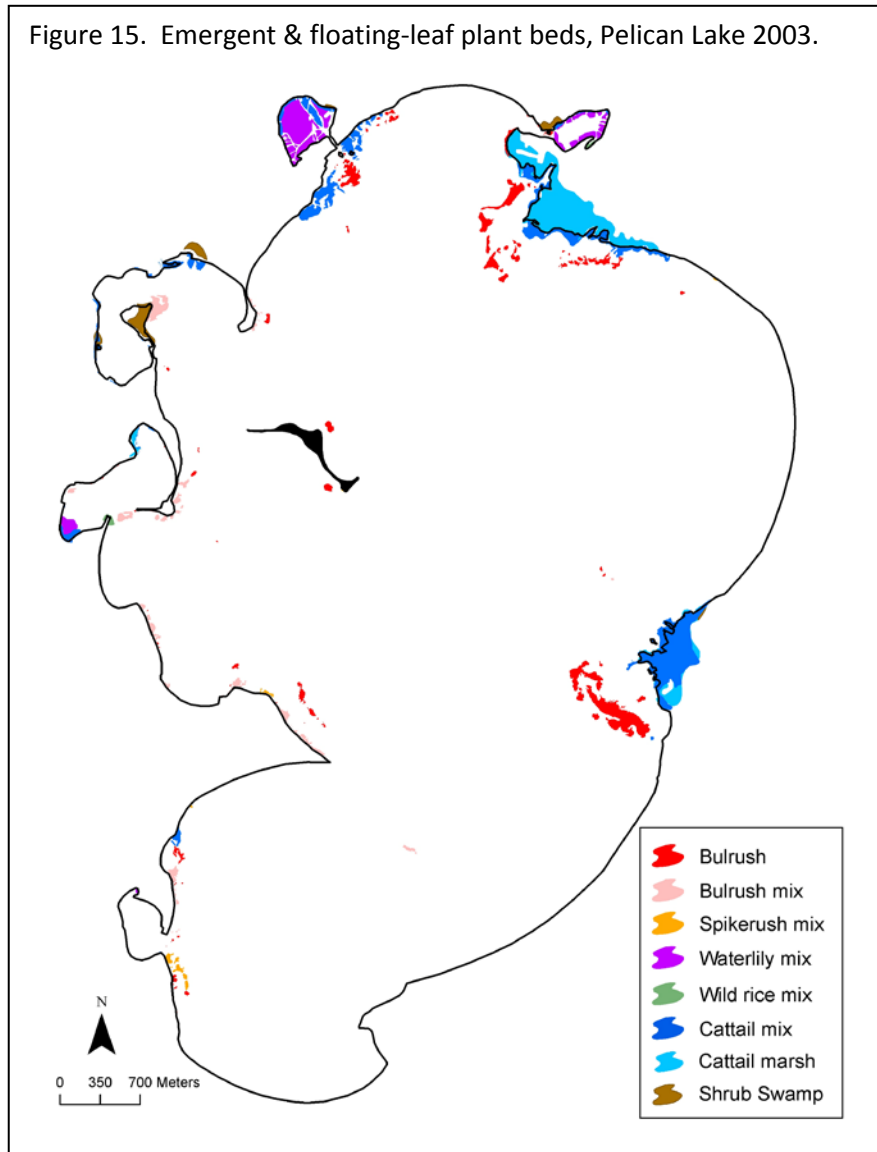 Figure 15.  Emergent & floating-leaf plant beds, Pelican Lake 2003.
Bulrush
Bulrush mix
Spikerush mix
Waterlily mix
Wild rice mix
Cattail mix
Cattail marsh
Shrub Swamp
N
0 350 700 Meters